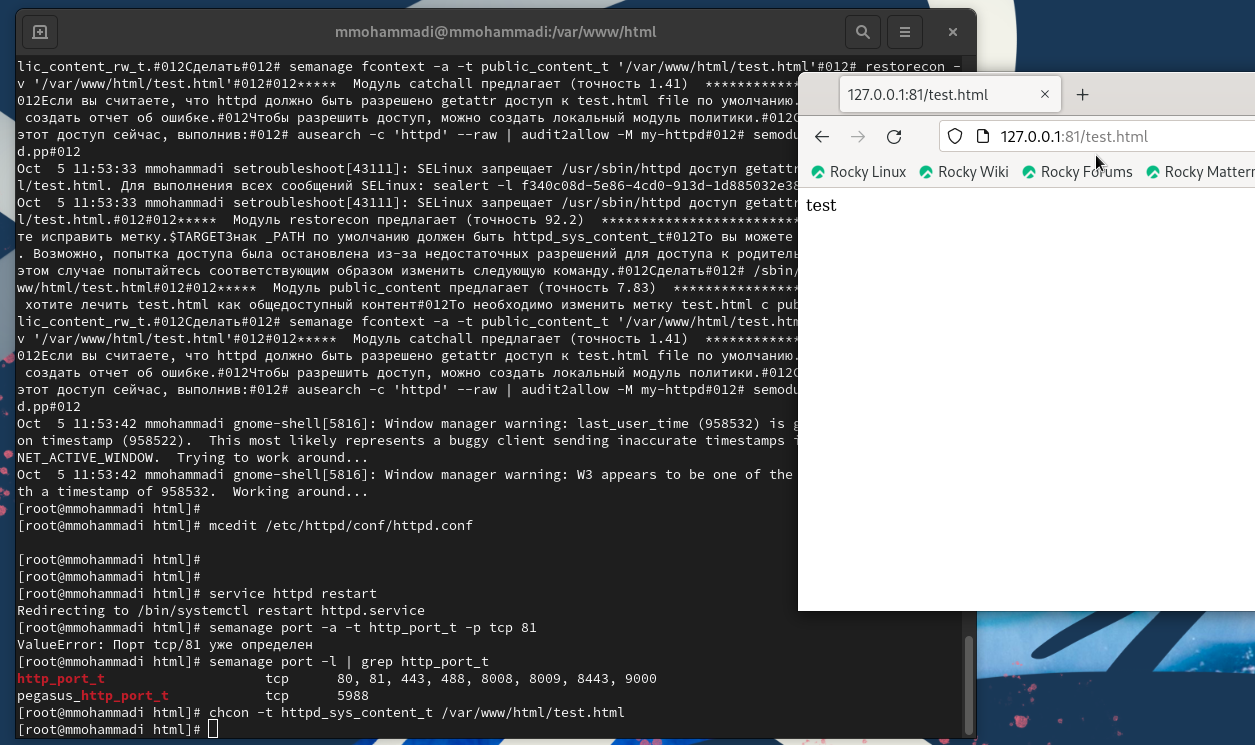 mmohammadi@mmohammadi:/var/www/html
lic_content_rw_t.#012Сделать#012# semanage fcontext -a -t public_content_t '/var/www/html/test.html'#012# restorecon -
v '/var/www/html/test.html'#012#012***** Модуль catchall предлагает (точность 1.41) ******************
012Если вы считаете, что httpd должно быть разрешено getattr доступ к test.html file по умолчанию.
создать отчет об ошибке.#012Чтобы разрешить доступ, можно создать локальный модуль политики.#012С
этот доступ сейчас, выполнив:#012# ausearch -c 'httpd' --raw | audit2allow -M my-httpd#012# semodu
d.pp#012
Oct  5 11:53:33 mmohammadi setroubleshoot[43111]: SELinux запрещает /usr/sbin/httpd доступ getattr
l/test.html. Для выполнения всех сообщений SELinux: sealert -l f340c08d-5e86-4cd0-913d-1d885032e38
Oct  5 11:53:33 mmohammadi setroubleshoot[43111]: SELinux запрещает /usr/sbin/httpd доступ getattr
l/test.html.#012#012***** Модуль restorecon предлагает (точность 92.2) ************************
те исправить метку.$TARGETЗнак _PATH по умолчанию должен быть httpd_sys_content_t#012То вы можете
. Возможно, попытка доступа была остановлена из-за недостаточных разрешений для доступа к родитель
этом случае попытайтесь соответствующим образом изменить следующую команду.#012Сделать#012# /sbin/
ww/html/test.html#012#012***** Модуль public_content предлагает (точность 7.83) ****************
хотите лечить test.html как общедоступный контент#012То необходимо изменить метку test.html с pub
lic_content_rw_t.#012Сделать#012# semanage fcontext -a -t public_content_t '/var/www/html/test.htm
v '/var/www/html/test.html'#012#012***** Модуль catchall предлагает (точность 1.41) ************
012Если вы считаете, что httpd должно быть разрешено getattr доступ к test.html file по умолчанию.
создать отчет об ошибке.#012Чтобы разрешить доступ, можно создать локальный модуль политики.#012С
этот доступ сейчас, выполнив:#012# ausearch -c 'httpd' --raw | audit2allow -M my-httpd#012# semodu
d.pp#012
Oct  5 11:53:42 mmohammadi gnome-shell[5816]: Window manager warning: last_user_time (958532) is g
on timestamp (958522).  This most likely represents a buggy client sending inaccurate timestamps i
NET_ACTIVE_WINDOW.  Trying to work around...
Oct  5 11:53:42 mmohammadi gnome-shell[5816]: Window manager warning: W3 appears to be one of the
th a timestamp of 958532.  Working around...
[root@mmohammadi html]#
[root@mmohammadi html]# mcedit /etc/httpd/conf/httpd.conf
[root@mmohammadi html]#
[root@mmohammadi html]#
[root@mmohammadi html]# service httpd restart
Redirecting to /bin/systemctl restart httpd.service
[root@mmohammadi html]# semanage port -a -t http_port_t -p tcp 81
ValueError: Порт tcp/81 уже определен
[root@mmohammadi html]# semanage port -l | grep http_port_t
http_port_t tcp 80, 81, 443, 488, 8008, 8009, 8443, 9000
pegasus_http_port_t tcp 5988
[root@mmohammadi html]# chcon -t httpd_sys_content_t /var/www/html/test.html
[root@mmohammadi html]#
127.0.0.1:81/test.html
127.0.0.1:81/test.html
Rocky Linux Rocky Wiki Rocky Forums Rocky Mattern
test